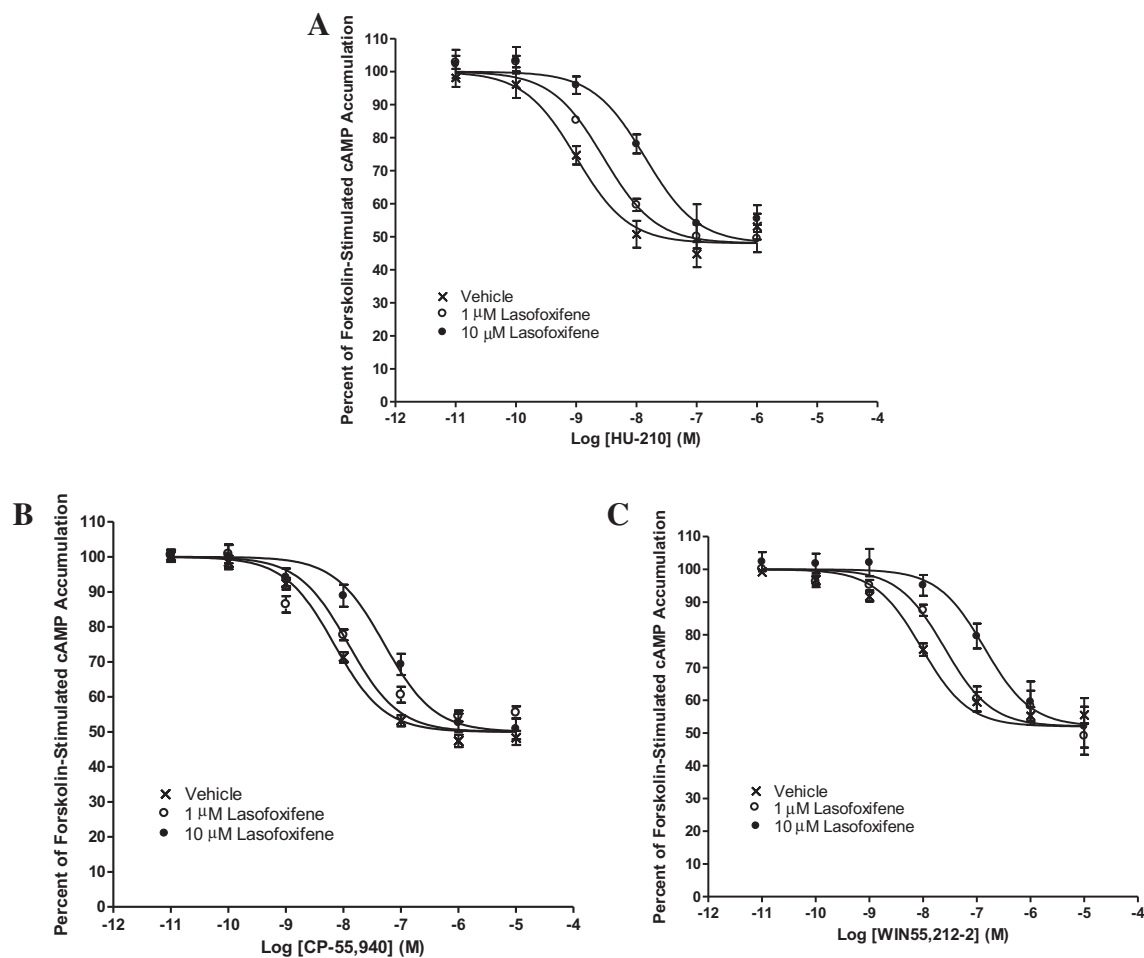 A
Percent of Forskolin-Stimulated cAMP Accumulation
110
100
90
80
70
60
50
40
30
20
10
0
× Vehicle
○ 1 μM Lasofoxifene
● 10 μM Lasofoxifene
-12 -11 -10 -9 -8 -7 -6 -5 -4
Log [HU-210] (M)
B
Percent of Forskolin-Stimulated cAMP Accumulation
110
100
90
80
70
60
50
40
30
20
10
0
× Vehicle
○ 1 μM Lasofoxifene
● 10 μM Lasofoxifene
-12 -11 -10 -9 -8 -7 -6 -5 -4
Log [CP-55,940] (M)
C
Percent of Forskolin-Stimulated cAMP Accumulation
110
100
90
80
70
60
50
40
30
20
10
0
× Vehicle
○ 1 μM Lasofoxifene
● 10 μM Lasofoxifene
-12 -11 -10 -9 -8 -7 -6 -5 -4
Log [WIN55,212-2] (M)